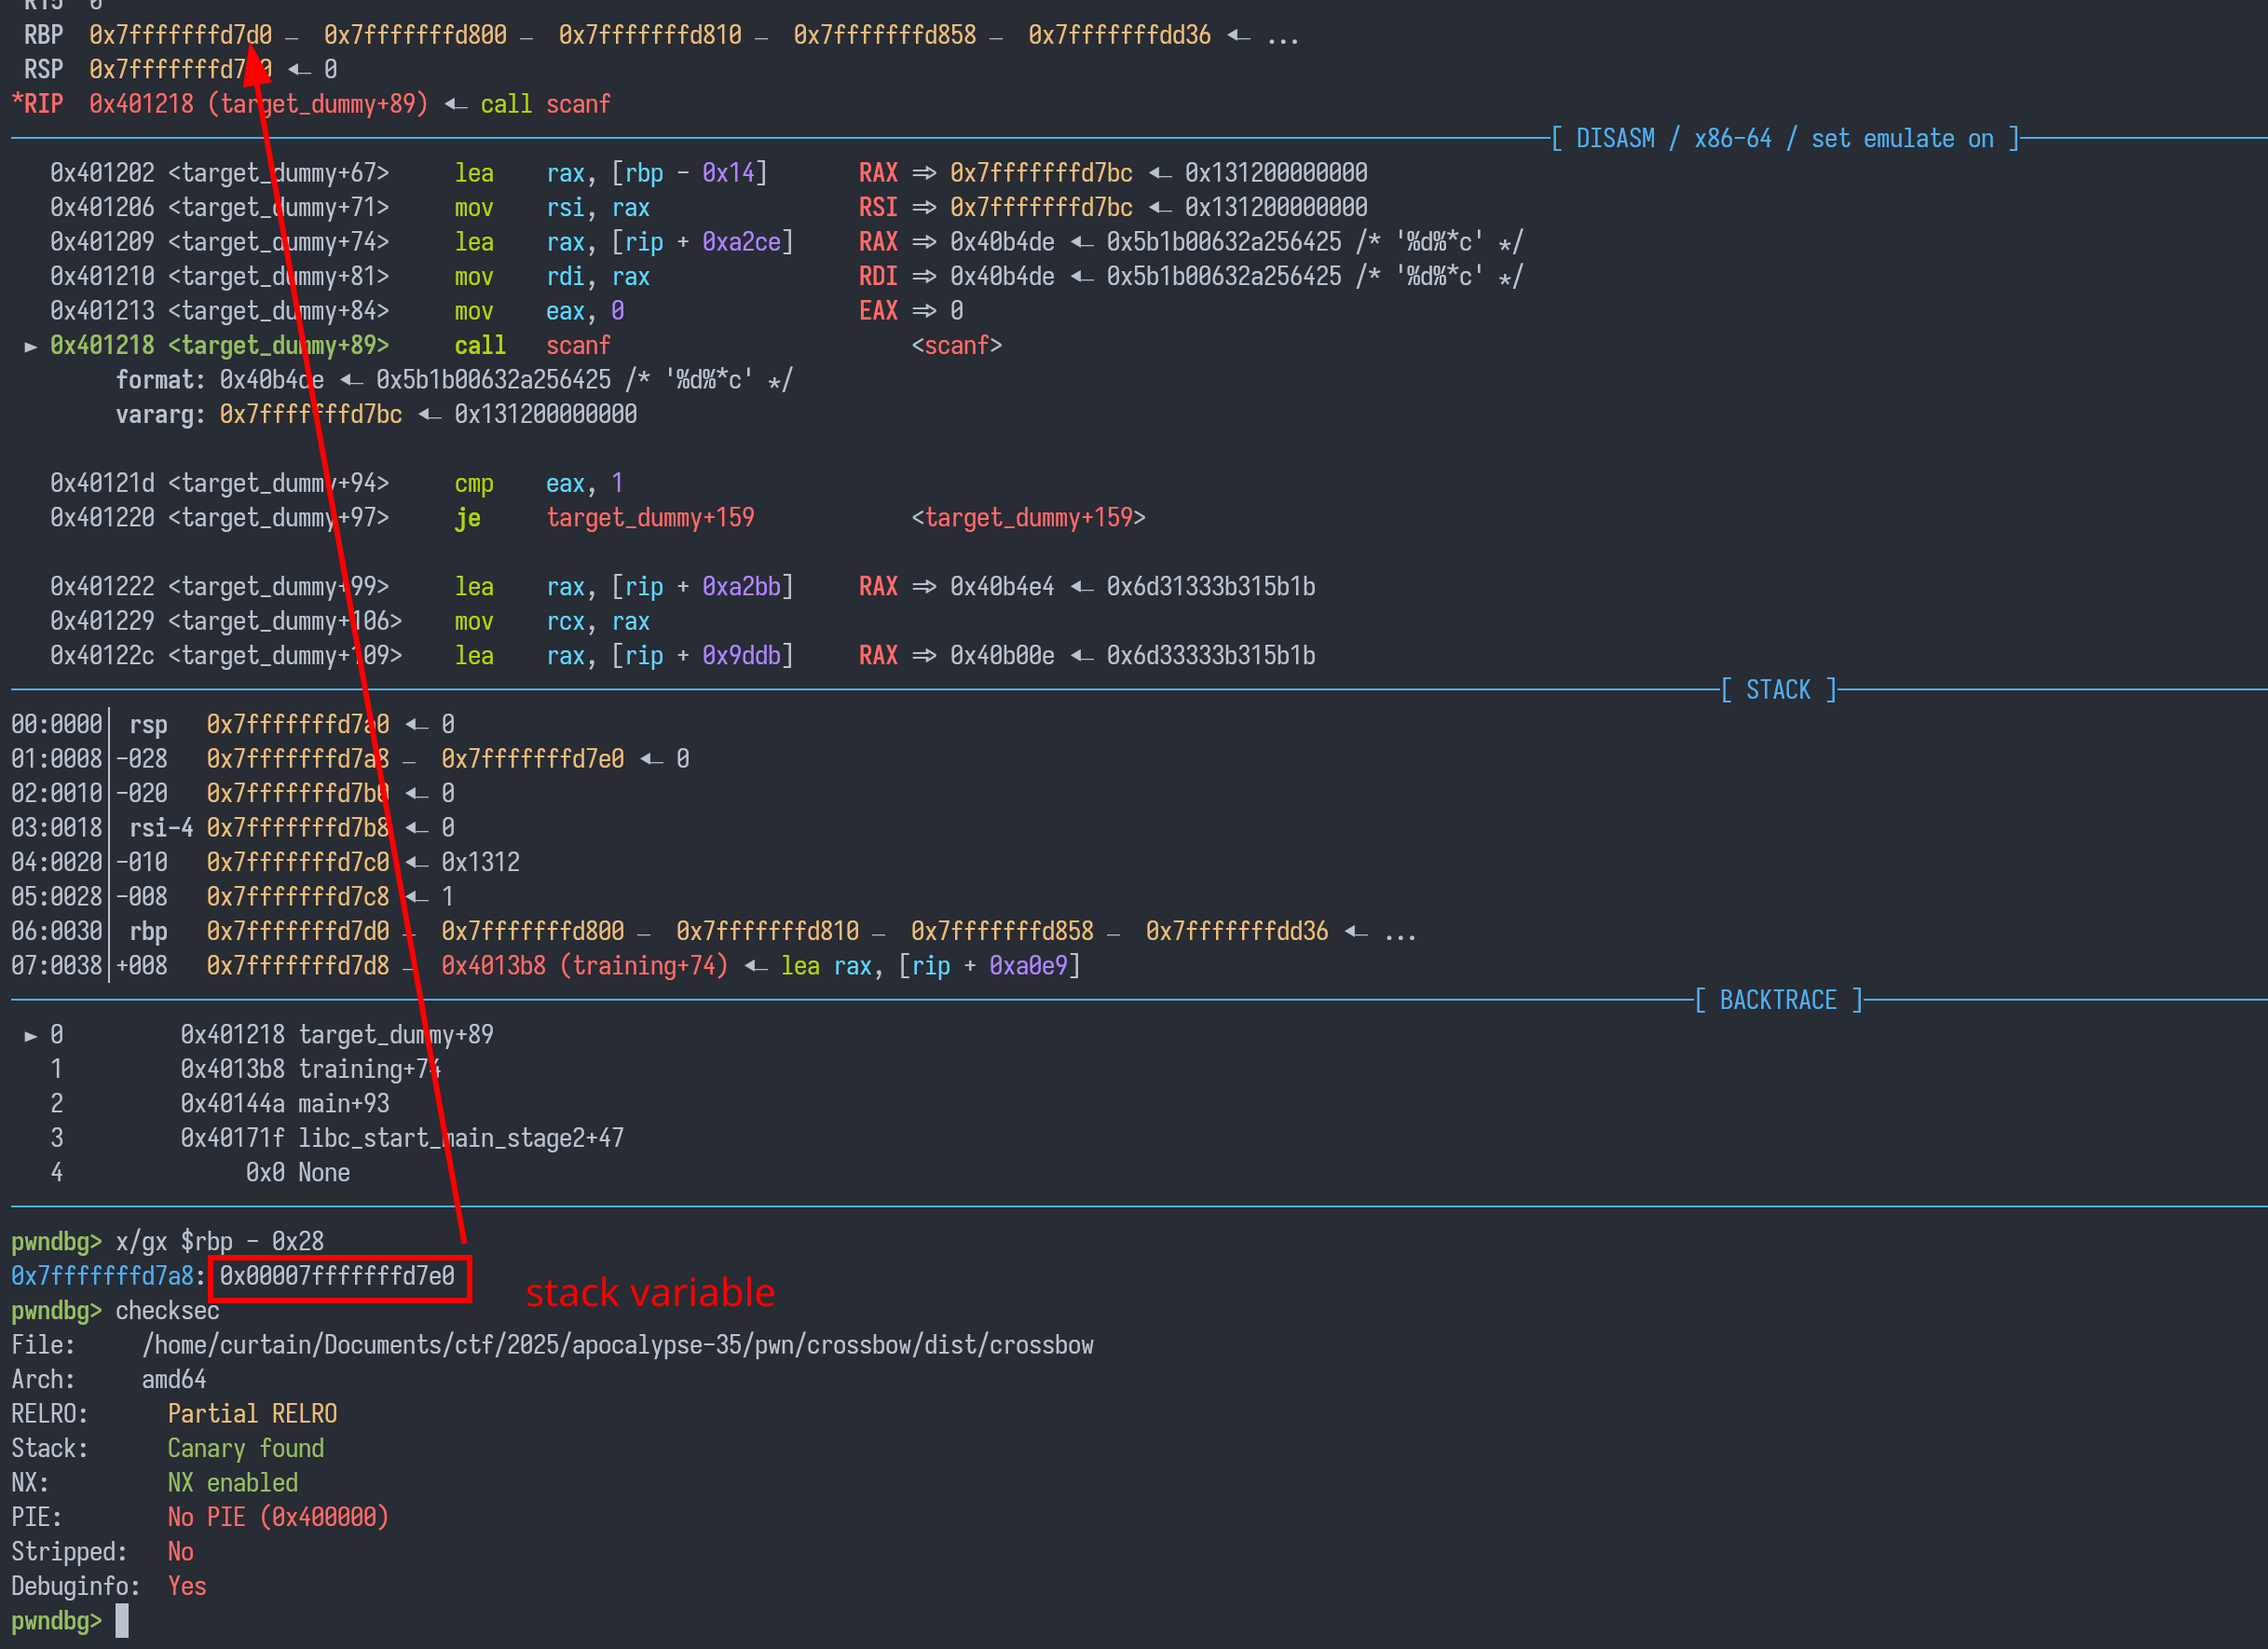 R15  0
RBP  0x7fffffffd7d0 —  0x7fffffffd800 —  0x7fffffffd810 —  0x7fffffffd858 —  0x7fffffffdd36 ◂— ...
RSP  0x7fffffffd7a0 ◂— 0
*RIP  0x401218 (target_dummy+89) ◂— call scanf
[ DISASM / x86-64 / set emulate on ]
0x401202 <target_dummy+67>     lea    rax, [rbp - 0x14]       RAX => 0x7fffffffd7bc ◂— 0x131200000000
0x401206 <target_dummy+71>     mov    rsi, rax                RSI => 0x7fffffffd7bc ◂— 0x131200000000
0x401209 <target_dummy+74>     lea    rax, [rip + 0xa2ce]     RAX => 0x40b4de ◂— 0x5b1b00632a256425 /* '%d%*c' */
0x401210 <target_dummy+81>     mov    rdi, rax                RDI => 0x40b4de ◂— 0x5b1b00632a256425 /* '%d%*c' */
0x401213 <target_dummy+84>     mov    eax, 0                  EAX => 0
► 0x401218 <target_dummy+89>     call   scanf                       <scanf>
format: 0x40b4de ◂— 0x5b1b00632a256425 /* '%d%*c' */
vararg: 0x7fffffffd7bc ◂— 0x131200000000
0x40121d <target_dummy+94>     cmp    eax, 1
0x401220 <target_dummy+97>     je     target_dummy+159            <target_dummy+159>
0x401222 <target_dummy+99>     lea    rax, [rip + 0xa2bb]     RAX => 0x40b4e4 ◂— 0x6d31333b315b1b
0x401229 <target_dummy+106>    mov    rcx, rax
0x40122c <target_dummy+109>    lea    rax, [rip + 0x9ddb]     RAX => 0x40b00e ◂— 0x6d33333b315b1b
[ STACK ]
00:0000│ rsp   0x7fffffffd7a0 ◂— 0
01:0008│-028   0x7fffffffd7a8 —  0x7fffffffd7e0 ◂— 0
02:0010│-020   0x7fffffffd7b0 ◂— 0
03:0018│ rsi-4 0x7fffffffd7b8 ◂— 0
04:0020│-010   0x7fffffffd7c0 ◂— 0x1312
05:0028│-008   0x7fffffffd7c8 ◂— 1
06:0030│ rbp   0x7fffffffd7d0 —  0x7fffffffd800 —  0x7fffffffd810 —  0x7fffffffd858 —  0x7fffffffdd36 ◂— ...
07:0038│+008   0x7fffffffd7d8 —  0x4013b8 (training+74) ◂— lea rax, [rip + 0xa0e9]
[ BACKTRACE ]
► 0         0x401218 target_dummy+89
1         0x4013b8 training+74
2         0x40144a main+93
3         0x40171f libc_start_main_stage2+47
4              0x0 None
pwndbg> x/gx $rbp - 0x28
0x7fffffffd7a8: 0x00007fffffffd7e0
stack variable
pwndbg> checksec
File:     /home/curtain/Documents/ctf/2025/apocalypse-35/pwn/crossbow/dist/crossbow
Arch:     amd64
RELRO:      Partial RELRO
Stack:      Canary found
NX:         NX enabled
PIE:        No PIE (0x400000)
Stripped:   No
Debuginfo:  Yes
pwndbg>